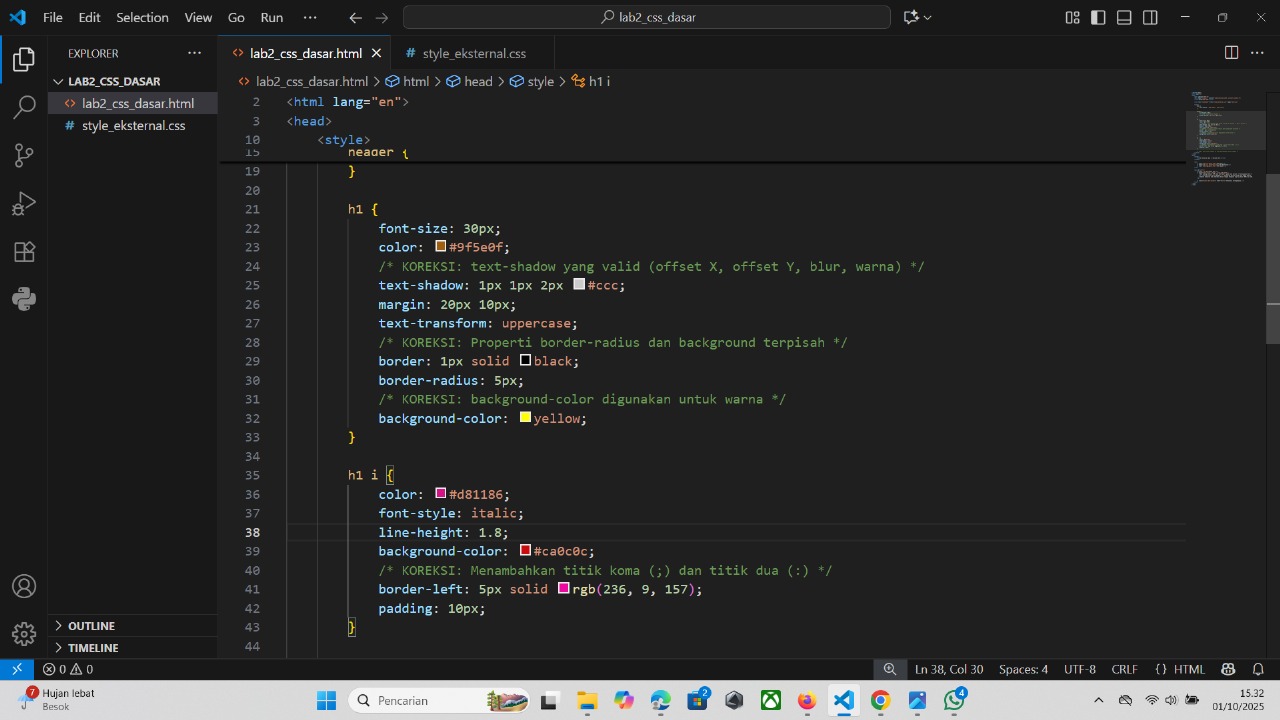 File Edit Selection View Go Run ··· lab2_css_dasar
EXPLORER ···
LAB2_CSS_DASAR
<> lab2_css_dasar.html
# style_eksternal.css
OUTLINE
TIMELINE
<> lab2_css_dasar.html # style_eksternal.css
<> lab2_css_dasar.html > html > head > style > h1 i
2 <html lang="en">
3 <head>
10 <style>
15 header {
19 }
20
21 h1 {
22 font-size: 30px;
23 color: #9f5e0f;
24 /* KOREKSI: text-shadow yang valid (offset X, offset Y, blur, warna) */
25 text-shadow: 1px 1px 2px #ccc;
26 margin: 20px 10px;
27 text-transform: uppercase;
28 /* KOREKSI: Properti border-radius dan background terpisah */
29 border: 1px solid black;
30 border-radius: 5px;
31 /* KOREKSI: background-color digunakan untuk warna */
32 background-color: yellow;
33 }
34
35 h1 i {
36 color: #d81186;
37 font-style: italic;
38 line-height: 1.8;
39 background-color: #ca0c0c;
40 /* KOREKSI: Menambahkan titik koma (;) dan titik dua (:) */
41 border-left: 5px solid rgb(236, 9, 157);
42 padding: 10px;
43 }
44
0 0 Ln 38, Col 30 Spaces: 4 UTF-8 CRLF {} HTML
7 Hujan lebat
Besok
Pencarian
2
4
15.32
01/10/2025